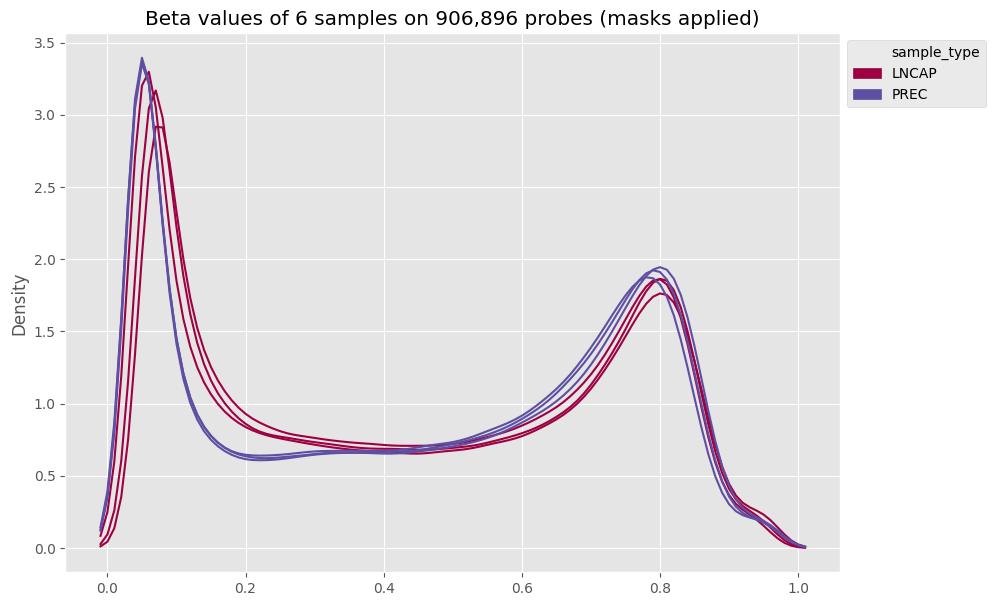 Beta values of 6 samples on 906,896 probes (masks applied)
sample_type
LNCAP
PREC
Density
3.5
3.0
2.5
2.0
1.5
1.0
0.5
0.0
0.0 0.2 0.4 0.6 0.8 1.0